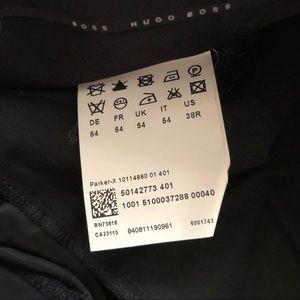 BOSS HUGO BOSS
DE FR UK IT US
54 54 54 54 38R
Parker-X 10114860 01 401
50142773 401
1001 5100037288 00040
RN73616
CA23115 840811190961 6001743